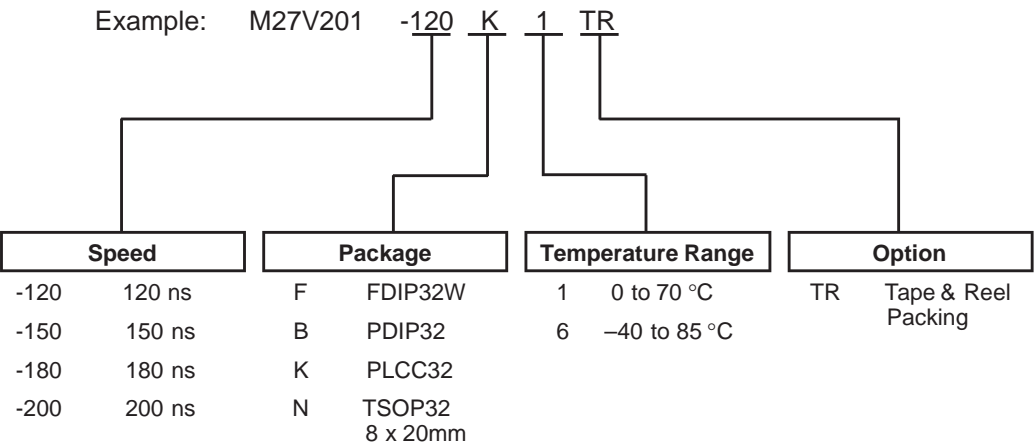 Example: M27V201 -120 K 1 TR
Speed Package Temperature Range Option
-120 120 ns F FDIP32W 1 0 to 70 °C TR Tape & Reel
Packing
-150 150 ns B PDIP32 6 –40 to 85 °C
-180 180 ns K PLCC32
-200 200 ns N TSOP32
8 x 20mm